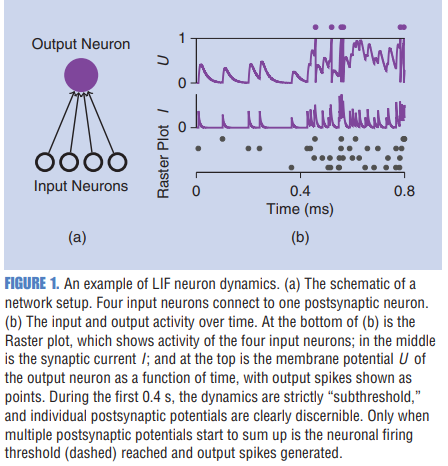 Output Neuron
Input Neurons
(a)
1
U
0
I
0
Raster Plot
0
0.4
0.8
Time (ms)
(b)
FIGURE 1. An example of LIF neuron dynamics. (a) The schematic of a
network setup. Four input neurons connect to one postsynaptic neuron.
(b) The input and output activity over time. At the bottom of (b) is the
Raster plot, which shows activity of the four input neurons; in the middle
is the synaptic current I; and at the top is the membrane potential U of
the output neuron as a function of time, with output spikes shown as
points. During the first 0.4 s, the dynamics are strictly “subthreshold,”
and individual postsynaptic potentials are clearly discernible. Only when
multiple postsynaptic potentials start to sum up is the neuronal firing
threshold (dashed) reached and output spikes generated.